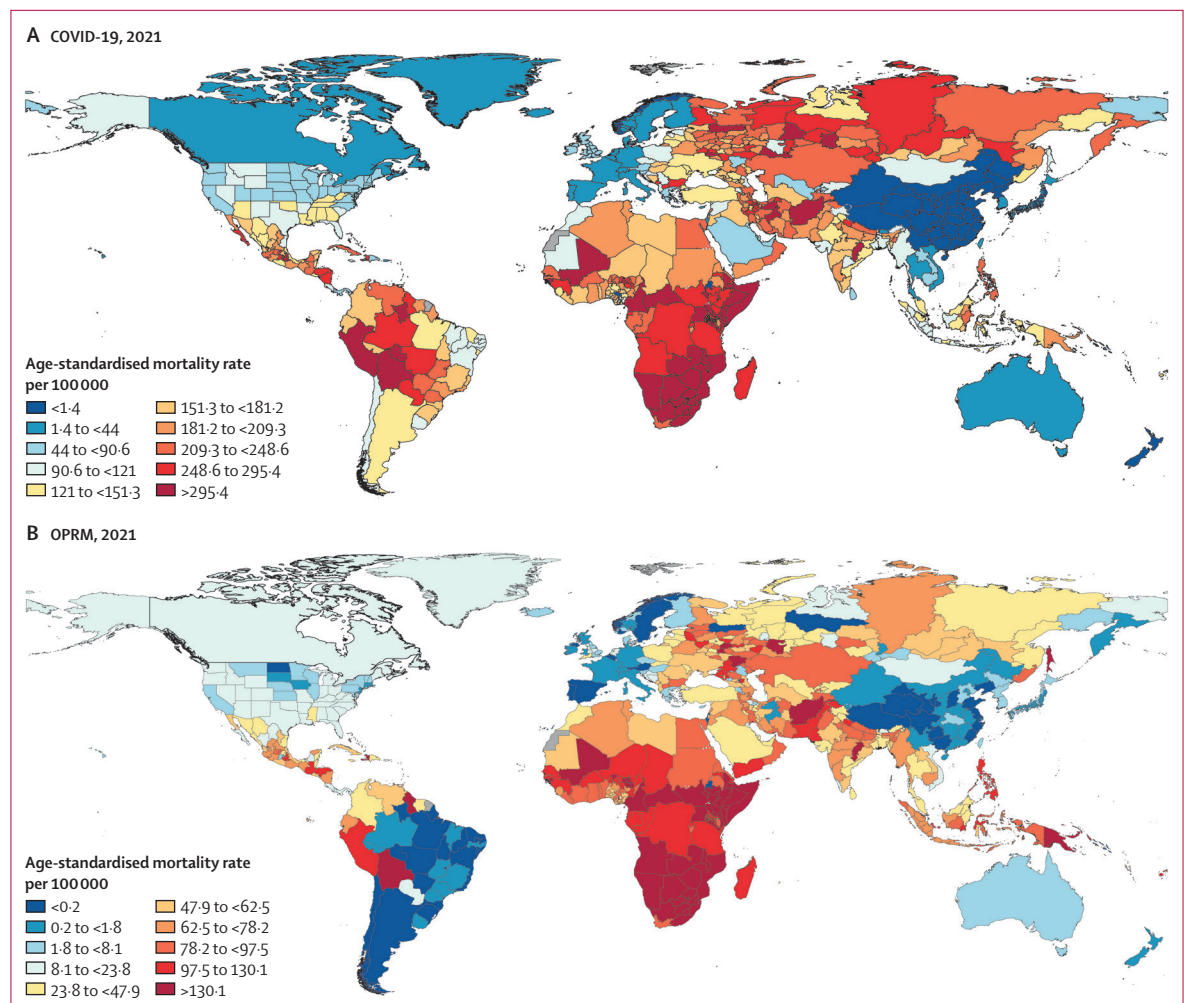 A COVID-19, 2021
Age-standardised mortality rate
per 100 000
<1·4
1·4 to <44
44 to <90·6
90·6 to <121
121 to <151·3
151·3 to <181·2
181·2 to <209·3
209·3 to <248·6
248·6 to 295·4
>295·4
B OPRM, 2021
Age-standardised mortality rate
per 100 000
<0·2
0·2 to <1·8
1·8 to <8·1
8·1 to <23·8
23·8 to <47·9
47·9 to <62·5
62·5 to <78·2
78·2 to <97·5
97·5 to 130·1
>130·1